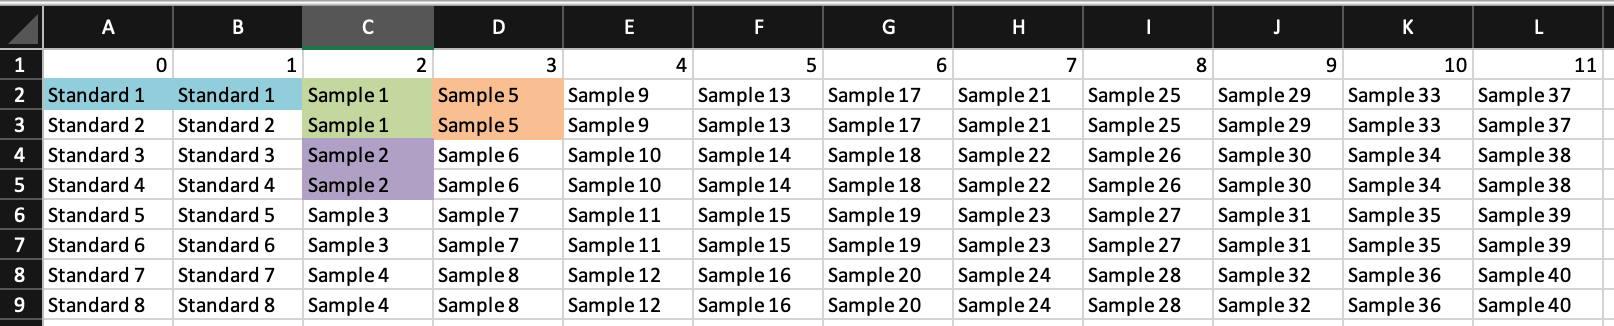 A B C D E F G H I J K L
1 0 1 2 3 4 5 6 7 8 9 10 11
2 Standard 1 Standard 1 Sample 1 Sample 5 Sample 9 Sample 13 Sample 17 Sample 21 Sample 25 Sample 29 Sample 33 Sample 37
3 Standard 2 Standard 2 Sample 1 Sample 5 Sample 9 Sample 13 Sample 17 Sample 21 Sample 25 Sample 29 Sample 33 Sample 37
4 Standard 3 Standard 3 Sample 2 Sample 6 Sample 10 Sample 14 Sample 18 Sample 22 Sample 26 Sample 30 Sample 34 Sample 38
5 Standard 4 Standard 4 Sample 2 Sample 6 Sample 10 Sample 14 Sample 18 Sample 22 Sample 26 Sample 30 Sample 34 Sample 38
6 Standard 5 Standard 5 Sample 3 Sample 7 Sample 11 Sample 15 Sample 19 Sample 23 Sample 27 Sample 31 Sample 35 Sample 39
7 Standard 6 Standard 6 Sample 3 Sample 7 Sample 11 Sample 15 Sample 19 Sample 23 Sample 27 Sample 31 Sample 35 Sample 39
8 Standard 7 Standard 7 Sample 4 Sample 8 Sample 12 Sample 16 Sample 20 Sample 24 Sample 28 Sample 32 Sample 36 Sample 40
9 Standard 8 Standard 8 Sample 4 Sample 8 Sample 12 Sample 16 Sample 20 Sample 24 Sample 28 Sample 32 Sample 36 Sample 40